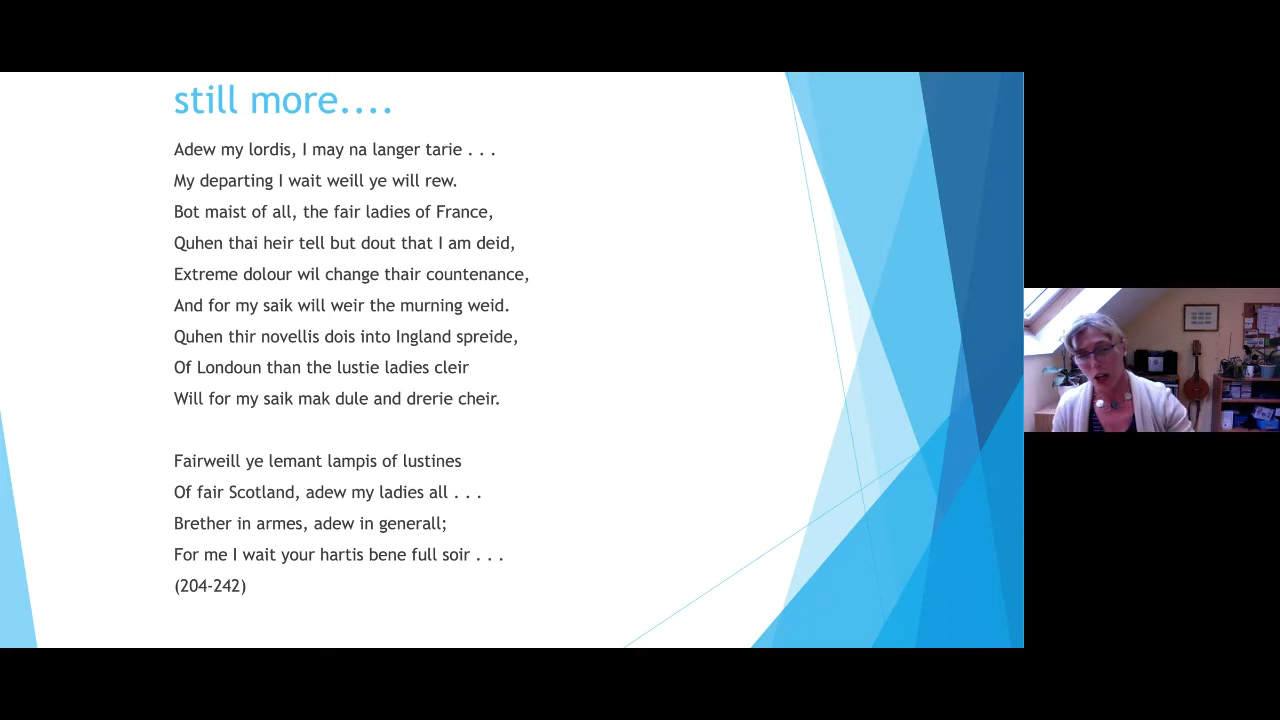 still more....
Adew my lordis, I may na langer tarie . . .
My departing I wait weill ye will rew.
Bot maist of all, the fair ladies of France,
Quhen thai heir tell but dout that I am deid,
Extreme dolour wil change thair countenance,
And for my saik will weir the murning weid.
Quhen thir novellis dois into Ingland spreide,
Of Londoun than the lustie ladies cleir
Will for my saik mak dule and drerie cheir.
Fairweill ye lemant lampis of lustines
Of fair Scotland, adew my ladies all . . .
Brether in armes, adew in generall;
For me I wait your hartis bene full soir . . .
(204-242)